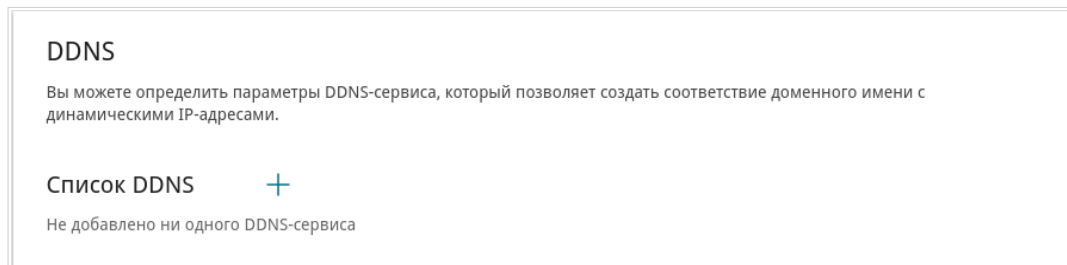 DDNS
Вы можете определить параметры DDNS-сервиса, который позволяет создать соответствие доменного имени с
динамическими IP-адресами.
Список DDNS
Не добавлено ни одного DDNS-сервиса